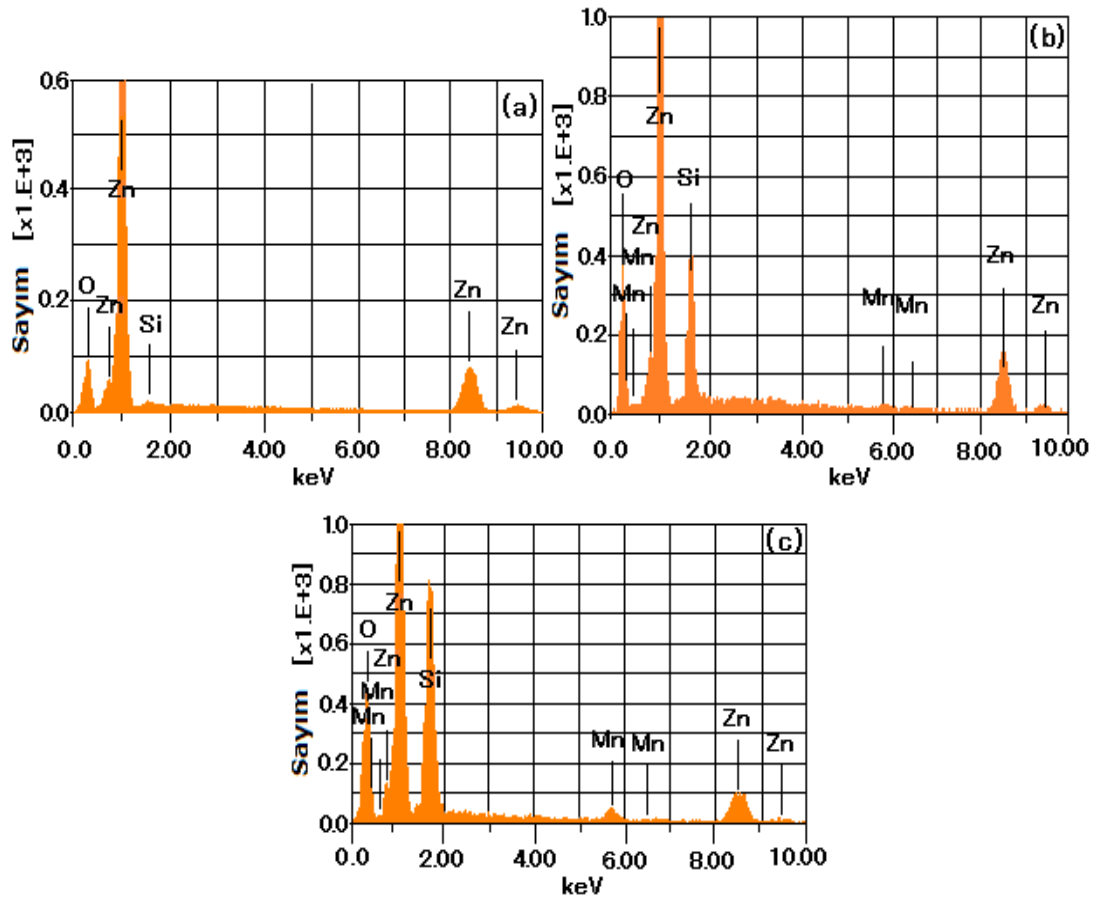 (a)
Sayım [x1.E+3]
0.6
0.4
0.2
0.0
O
Zn
Zn
Si
Zn
Zn
0.0 2.00 4.00 6.00 8.00 10.00
keV
(b)
Sayım [x1.E+3]
1.0
0.8
0.6
0.4
0.2
0.0
O
Mn
Mn
Zn
Zn
Si
Mn
Mn
Zn
Zn
0.0 2.00 4.00 6.00 8.00 10.00
keV
(c)
Sayım [x1.E+3]
1.0
0.8
0.6
0.4
0.2
0.0
O
Mn
Mn
Zn
Zn
Si
Mn
Mn
Zn
Zn
0.0 2.00 4.00 6.00 8.00 10.00
keV